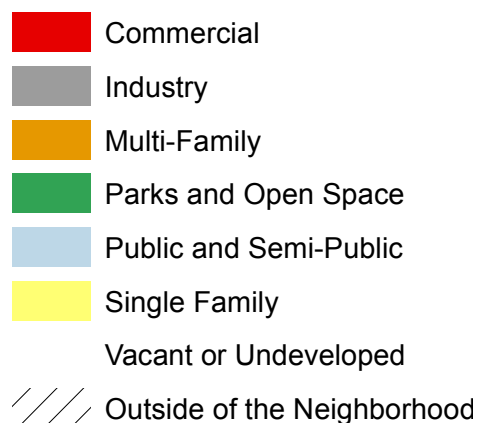 Commercial
Industry
Multi-Family
Parks and Open Space
Public and Semi-Public
Single Family
Vacant or Undeveloped
Outside of the Neighborhood